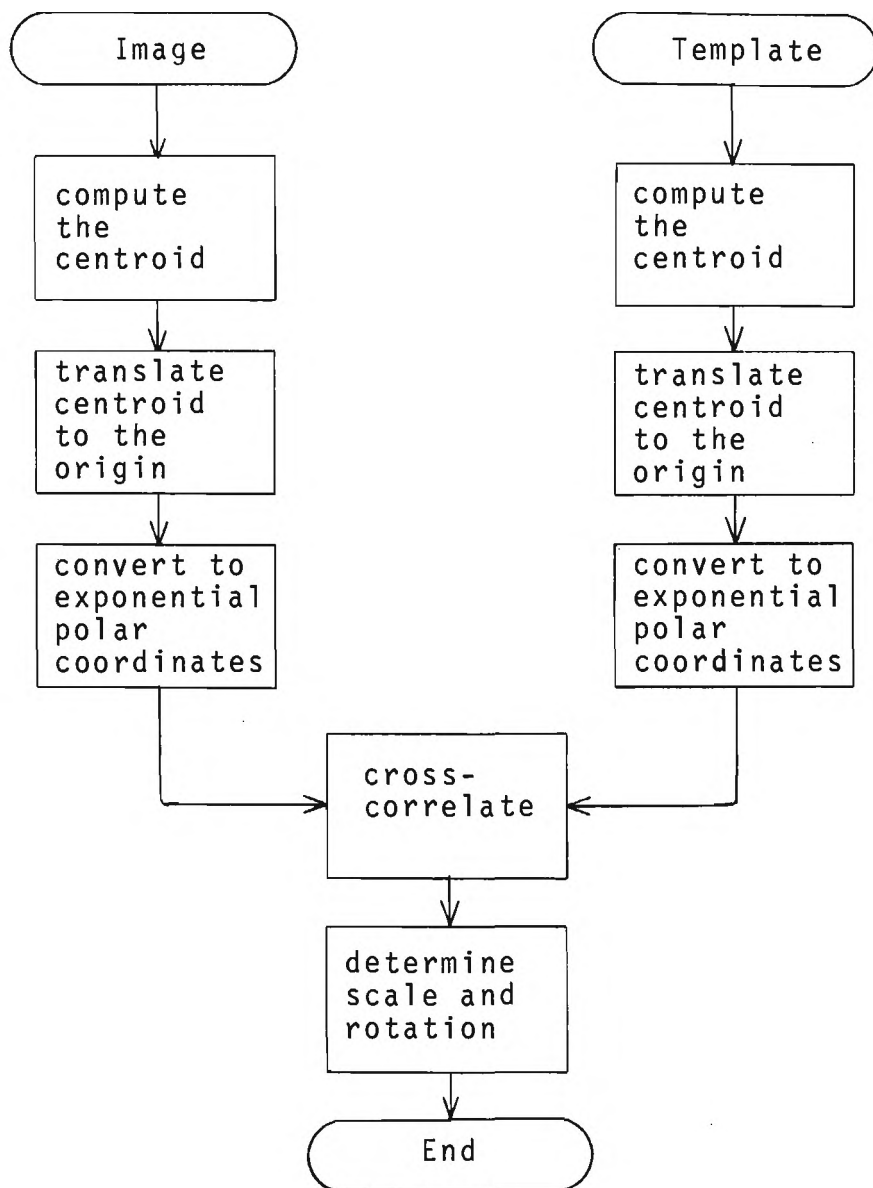 Image
compute
the
centroid
translate
centroid
to the
origin
convert to
exponential
polar
coordinates
Template
compute
the
centroid
translate
centroid
to the
origin
convert to
exponential
polar
coordinates
cross-
correlate
determine
scale and
rotation
End